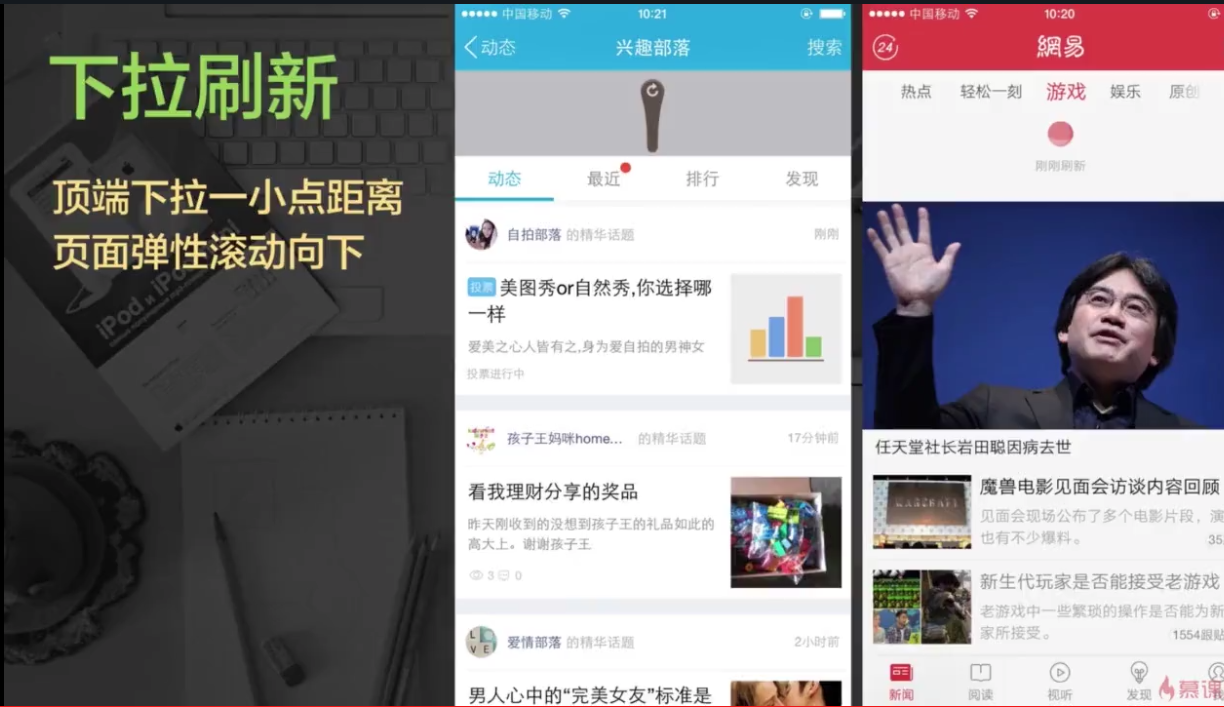 下拉刷新
顶端下拉一小点距离
页面弹性滚动向下
iPod и iPo
中国移动
10:21
动态
兴趣部落
搜索
动态
最近
排行
发现
自拍部落 的精华话题
刚刚
投票 美图秀or自然秀,你选择哪
一样
爱美之心人皆有之,身为爱自拍的男神女
投票进行中
孩子王妈咪home... 的精华话题
17分钟前
看我理财分享的奖品
昨天刚收到的没想到孩子王的礼品如此的
高大上。谢谢孩子王
3
0
LOVE
爱情部落 的精华话题
2小时前
男人心中的“完美女友”标准是
中国移动
10:20
24
網易
热点
轻松一刻
游戏
娱乐
原创
刚刚刷新
任天堂社长岩田聪因病去世
WARCRAFT
魔兽电影见面会访谈内容回顾
见面会现场公布了多个电影片段，演
也有不少爆料。
35
新生代玩家是否能接受老游戏
老游戏中一些繁琐的操作是否能为新
家所接受。
1554跟贴
新闻
阅读
视听
发现
慕课